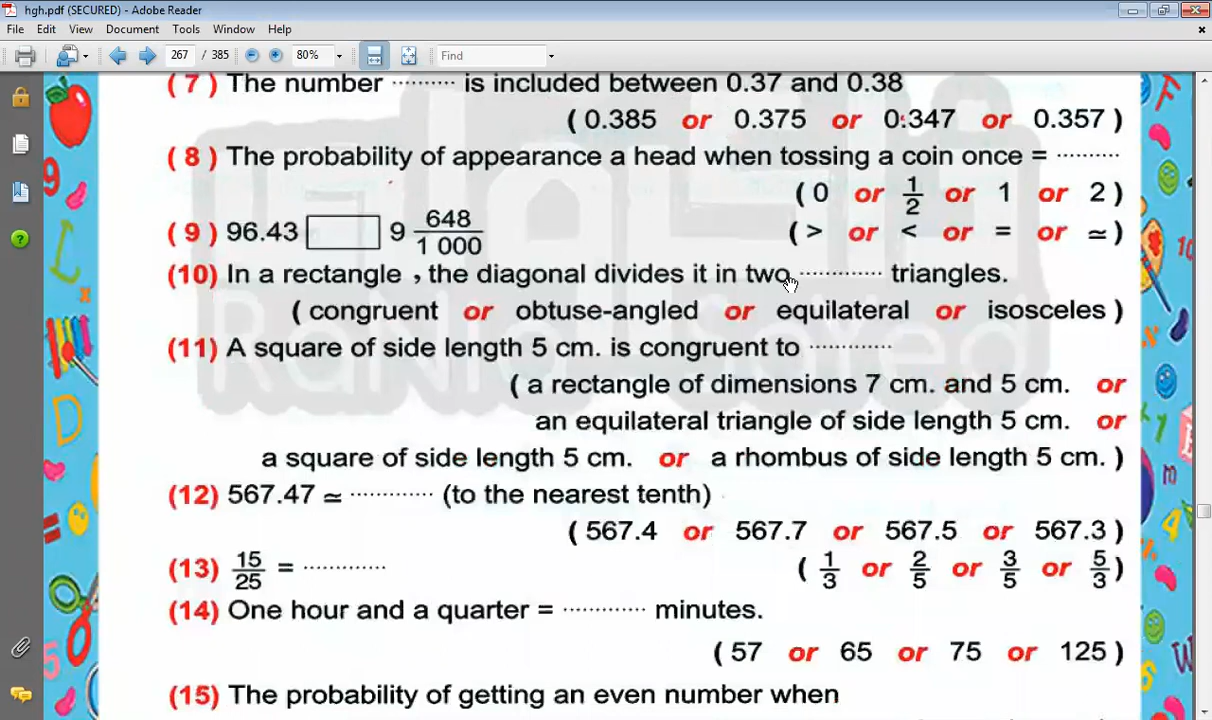 hgh.pdf (SECURED) - Adobe Reader
File Edit View Document Tools Window Help
267 / 385 80% Find
( 7 ) The number ·········· is included between 0.37 and 0.38
( 0.385 or 0.375 or 0.347 or 0.357 )
( 8 ) The probability of appearance a head when tossing a coin once = ··········
( 0 or 1/2 or 1 or 2 )
( 9 ) 96.43 □ 9 648/1 000 ( > or < or = or ≃ )
(10) In a rectangle , the diagonal divides it in two ············ triangles.
( congruent or obtuse-angled or equilateral or isosceles )
(11) A square of side length 5 cm. is congruent to ············
( a rectangle of dimensions 7 cm. and 5 cm. or
an equilateral triangle of side length 5 cm. or
a square of side length 5 cm. or a rhombus of side length 5 cm. )
(12) 567.47 ≃ ············ (to the nearest tenth)
( 567.4 or 567.7 or 567.5 or 567.3 )
(13) 15/25 = ············ ( 1/3 or 2/5 or 3/5 or 5/3 )
(14) One hour and a quarter = ············ minutes.
( 57 or 65 or 75 or 125 )
(15) The probability of getting an even number when